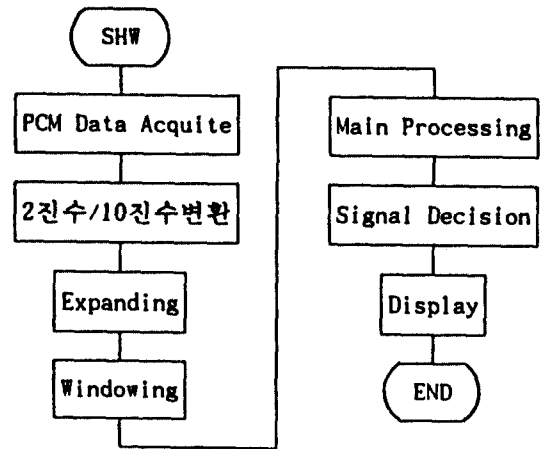 SHW
PCM Data Acquite
2진수/10진수변환
Expanding
Windowing
Main Processing
Signal Decision
Display
END